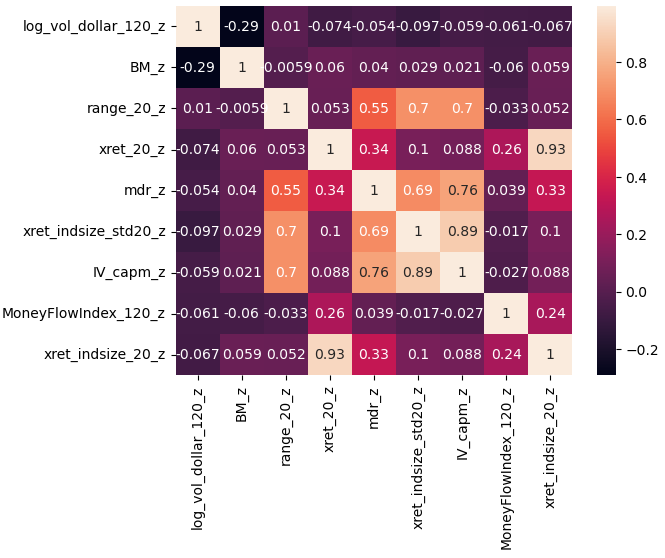 log_vol_dollar_120_z 1 -0.29 0.01 -0.074 -0.054 -0.097 -0.059 -0.061 -0.067
BM_z -0.29 1 -0.0059 0.06 0.04 0.029 0.021 -0.06 0.059
range_20_z 0.01 -0.0059 1 0.053 0.55 0.7 0.7 -0.033 0.052
xret_20_z -0.074 0.06 0.053 1 0.34 0.1 0.088 0.26 0.93
mdr_z -0.054 0.04 0.55 0.34 1 0.69 0.76 0.039 0.33
xret_indsize_std20_z -0.097 0.029 0.7 0.1 0.69 1 0.89 -0.017 0.1
IV_capm_z -0.059 0.021 0.7 0.088 0.76 0.89 1 -0.027 0.088
MoneyFlowIndex_120_z -0.061 -0.06 -0.033 0.26 0.039 -0.017 -0.027 1 0.24
xret_indsize_20_z -0.067 0.059 0.052 0.93 0.33 0.1 0.088 0.24 1
log_vol_dollar_120_z
BM_z
range_20_z
xret_20_z
mdr_z
xret_indsize_std20_z
IV_capm_z
MoneyFlowIndex_120_z
xret_indsize_20_z
0.8
0.6
0.4
0.2
0.0
−0.2